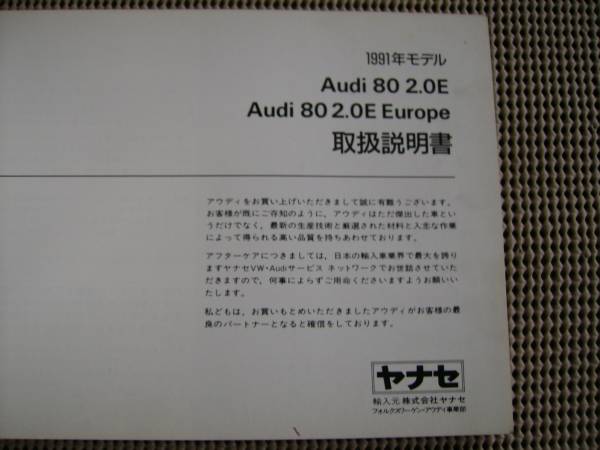 1991年モデル
Audi 80 2.0E
Audi 80 2.0E Europe
取扱説明書
アウディをお買い上げいただきまして誠に有難うございます。
お客様が既にご存知のように、アウディはただ傑出した車とい
うだけでなく、最新の生産技術と厳選された材料と入念な作業
によって得られる高い品質を持ちあわせております。
アフターケアにつきましては、日本の輸入車業界で最大を誇り
ますヤナセVW・Audiサービス ネットワークでお世話させていた
だきますので、何事によらずご用命くださいますようお願いい
たします。
私どもは、お買いもとめいただきましたアウディがお客様の最
良のパートナーとなると確信をしております。
ヤナセ
輸入元 株式会社ヤナセ
フォルクスワーゲン・アウディ事業部